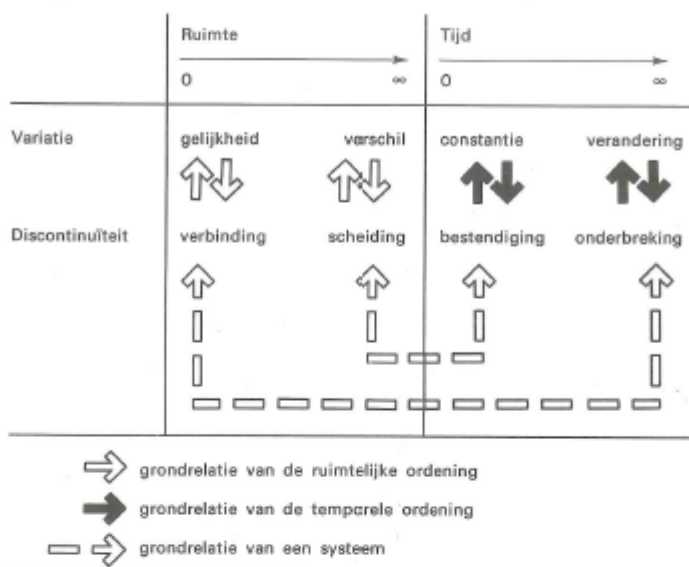 Ruimte Tijd
0 ∞ 0 ∞
Variatie gelijkheid verschil constantie verandering
Discontinuïteit verbinding scheiding bestendiging onderbreking
grondrelatie van de ruimtelijke ordening
grondrelatie van de temporele ordening
grondrelatie van een systeem